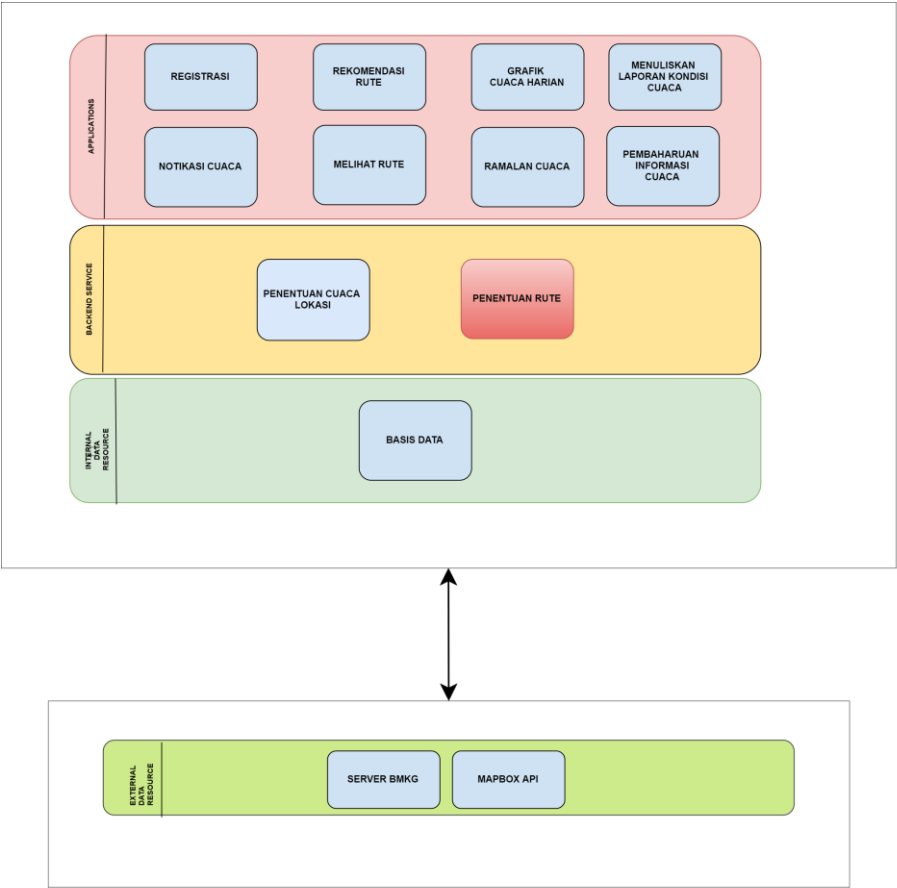 APPLICATIONS
REGISTRASI
REKOMENDASI
RUTE
GRAFIK
CUACA HARIAN
MENULISKAN
LAPORAN KONDISI
CUACA
NOTIKASI CUACA
MELIHAT RUTE
RAMALAN CUACA
PEMBAHARUAN
INFORMASI
CUACA
BACKEND SERVICE
PENENTUAN CUACA
LOKASI
PENENTUAN RUTE
INTERNAL
DATA
RESOURCE
BASIS DATA
EXTERNAL
DATA
RESOURCE
SERVER BMKG
MAPBOX API